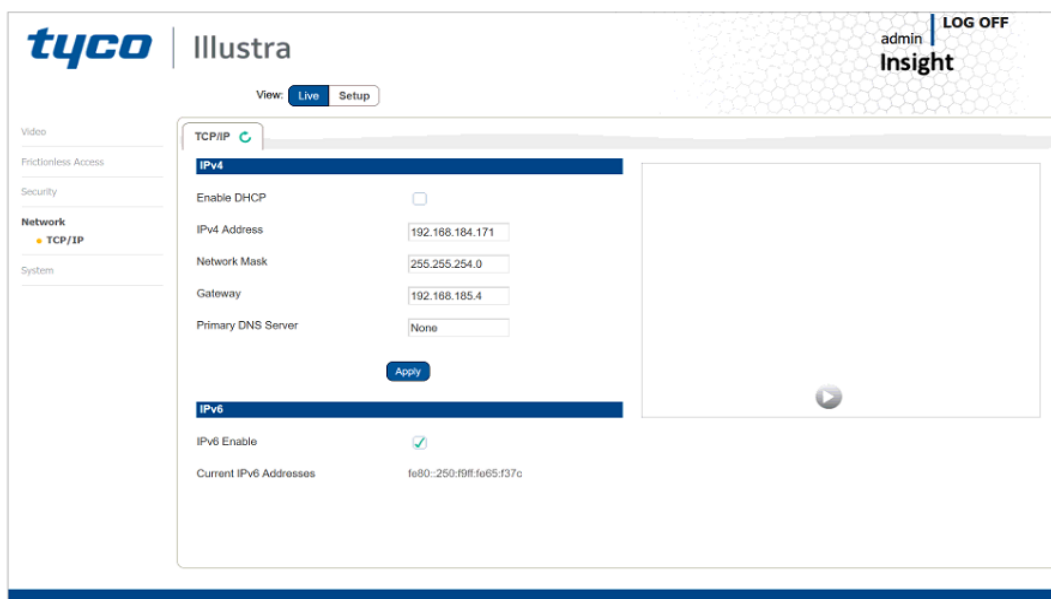 tyco | Illustra
LOG OFF
admin
Insight
View: Live Setup
Video
Frictionless Access
Security
Network
TCP/IP
System
TCP/IP
IPv4
Enable DHCP
IPv4 Address 192.168.184.171
Network Mask 255.255.254.0
Gateway 192.168.185.4
Primary DNS Server None
Apply
IPv6
IPv6 Enable
Current IPv6 Addresses fe80::250:f9ff:fe65:f37c